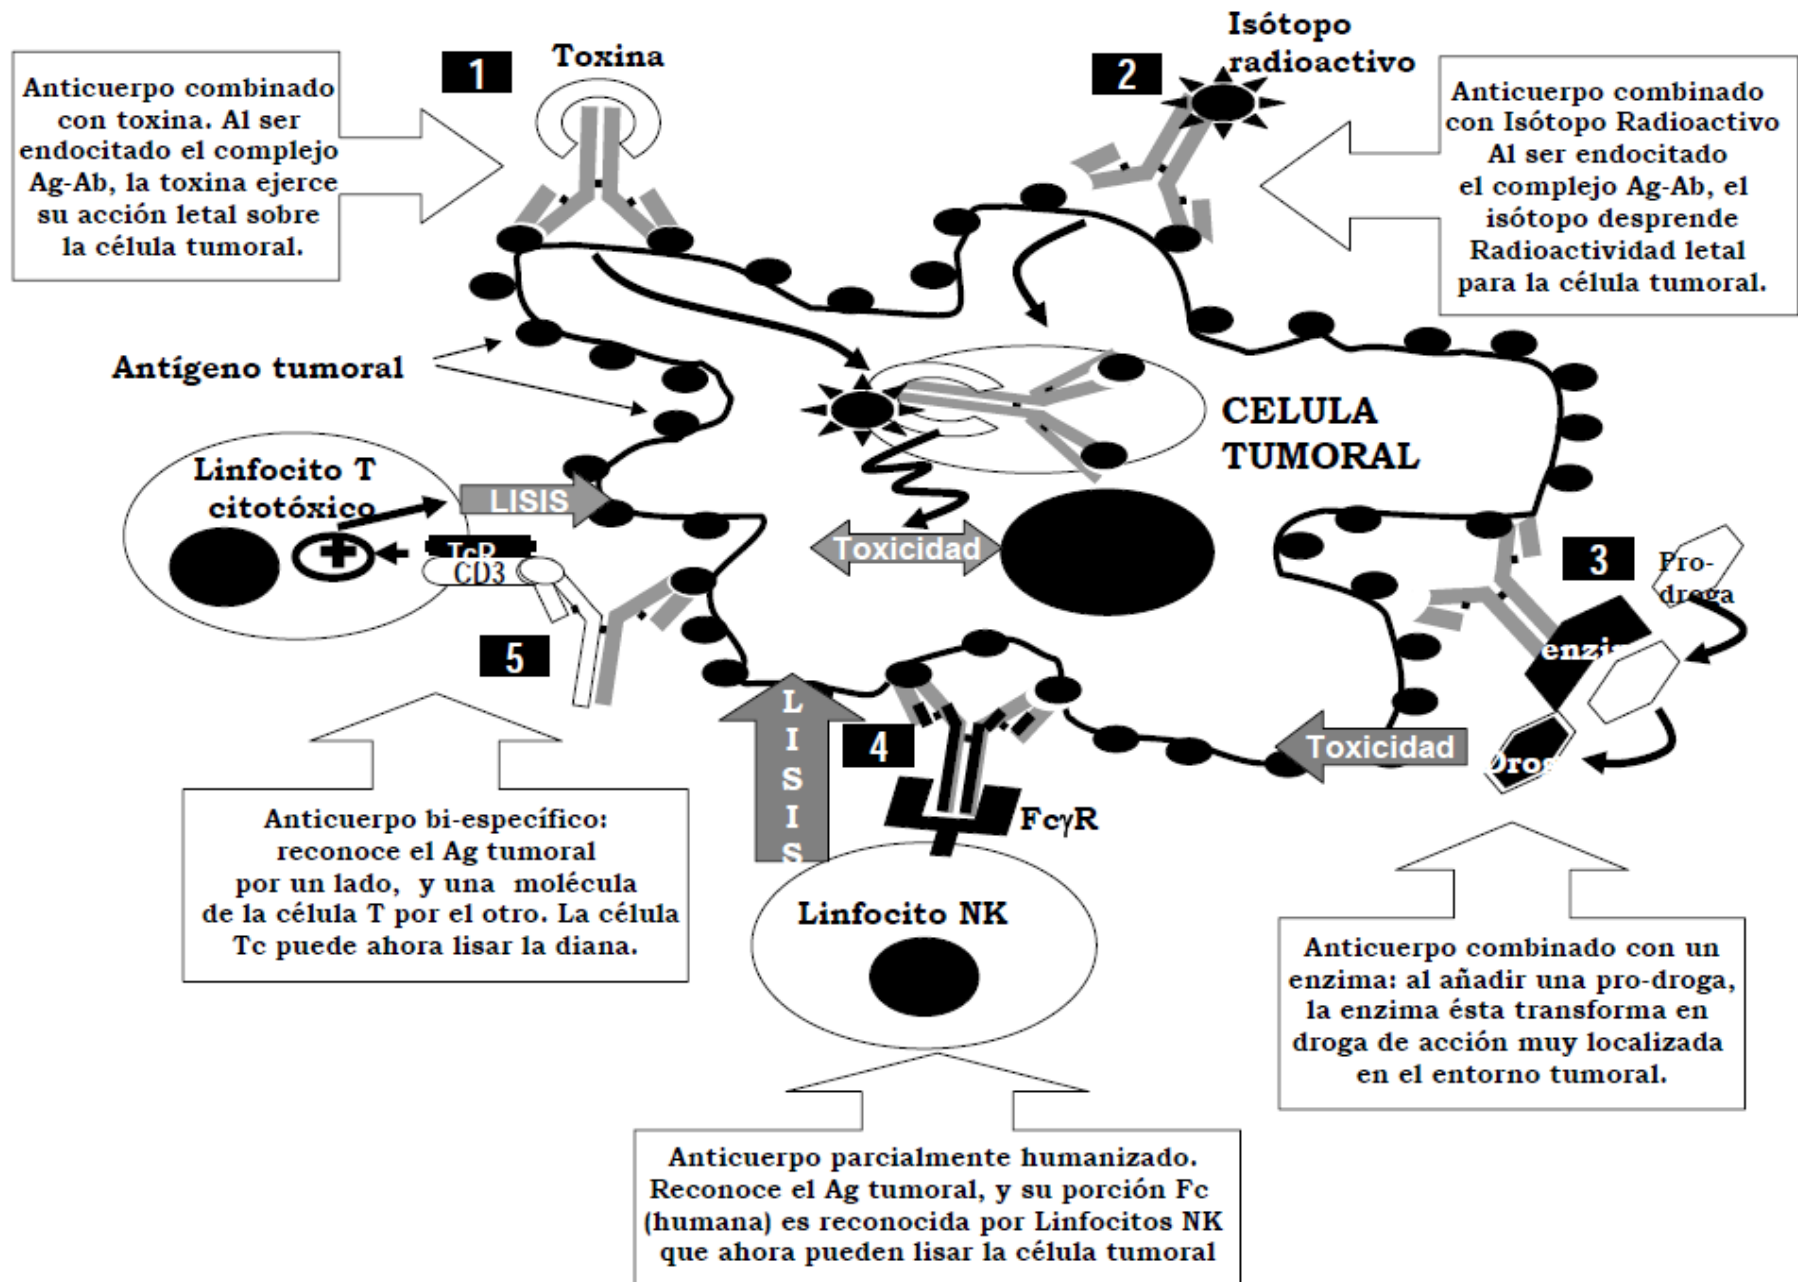 1
Toxina
Anticuerpo combinado
con toxina. Al ser
endocitado el complejo
Ag-Ab, la toxina ejerce
su acción letal sobre
la célula tumoral.
2
Isótopo
radioactivo
Anticuerpo combinado
con Isótopo Radioactivo
Al ser endocitado
el complejo Ag-Ab, el
isótopo desprende
Radioactividad letal
para la célula tumoral.
Antígeno tumoral
CELULA
TUMORAL
Linfocito T
citotóxico
LISIS
TcR
CD3
Toxicidad
5
3
Pro-
droga
enzi
Drog
Toxicidad
LISIS
4
FcγR
Linfocito NK
Anticuerpo bi-específico:
reconoce el Ag tumoral
por un lado, y una molécula
de la célula T por el otro. La célula
Tc puede ahora lisar la diana.
Anticuerpo combinado con un
enzima: al añadir una pro-droga,
la enzima ésta transforma en
droga de acción muy localizada
en el entorno tumoral.
Anticuerpo parcialmente humanizado.
Reconoce el Ag tumoral, y su porción Fc
(humana) es reconocida por Linfocitos NK
que ahora pueden lisar la célula tumoral